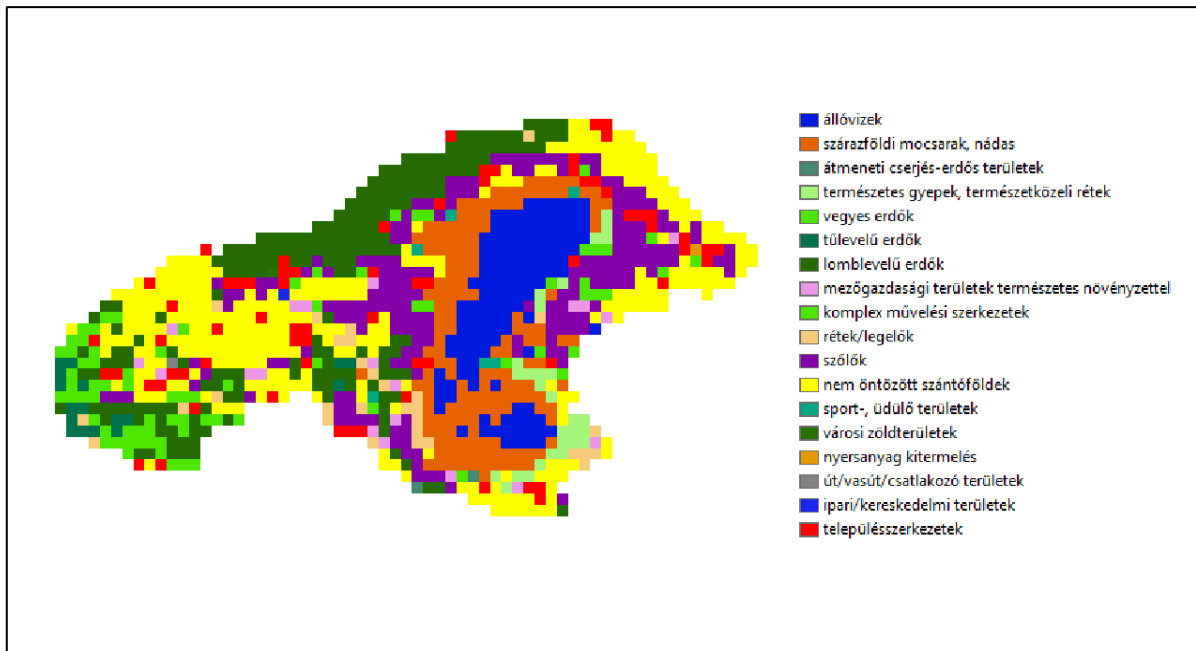 állóvizek
szárazföldi mocsarak, nádas
átmeneti cserjés-erdős területek
természetes gyepek, természetközeli rétek
vegyes erdők
tűlevelű erdők
lomblevelű erdők
mezőgazdasági területek természetes növényzettel
komplex művelési szerkezetek
rétek/legelők
szőlők
nem öntözött szántóföldek
sport-, üdülő területek
városi zöldterületek
nyersanyag kitermelés
út/vasút/csatlakozó területek
ipari/kereskedelmi területek
településszerkezetek